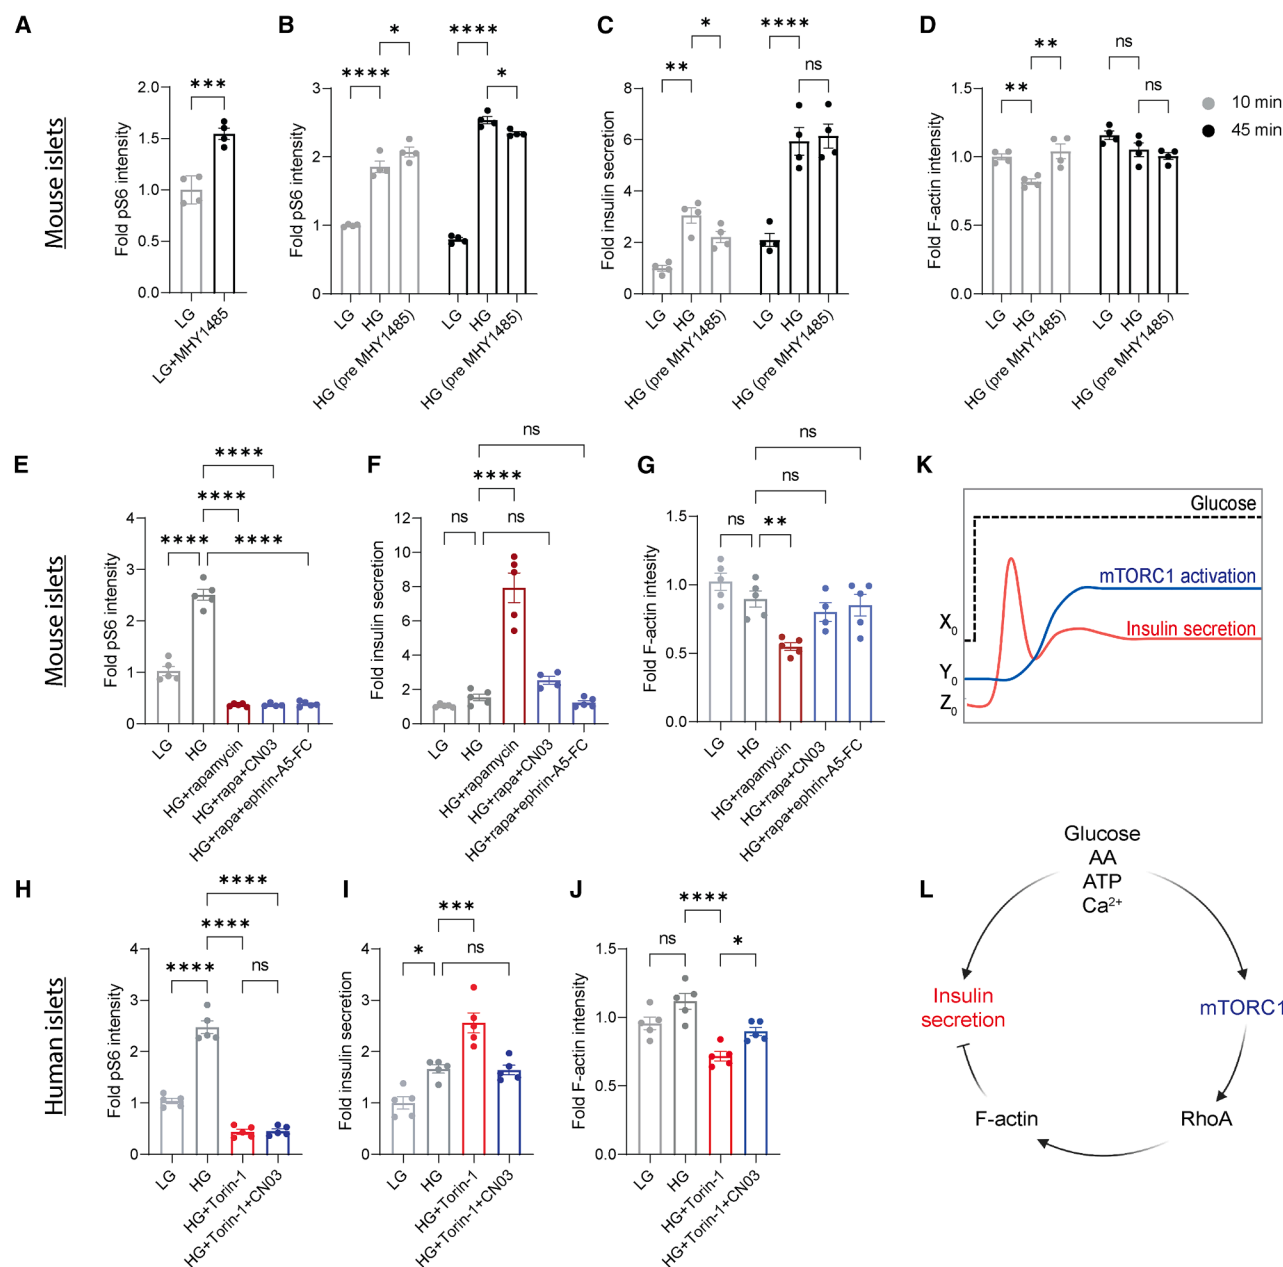 A
B
C
D
Mouse islets
Fold pS6 intensity
2.0
1.5
1.0
0.5
0.0
***
LG
LG+MHY1485
Fold pS6 intensity
3
2
1
0
****
*
****
*
LG
HG
HG (pre MHY1485)
LG
HG
HG (pre MHY1485)
Fold insulin secretion
8
6
4
2
0
**
*
****
ns
LG
HG
HG (pre MHY1485)
LG
HG
HG (pre MHY1485)
Fold F-actin intensity
1.5
1.0
0.5
0.0
**
**
ns
ns
LG
HG
HG (pre MHY1485)
LG
HG
HG (pre MHY1485)
10 min
45 min
E
F
G
K
Mouse islets
Fold pS6 intensity
4
3
2
1
0
****
****
****
****
LG
HG
HG+rapamycin
HG+rapa+CN03
HG+rapa+ephrin-A5-FC
Fold insulin secretion
12
10
8
6
4
2
0
ns
****
ns
ns
LG
HG
HG+rapamycin
HG+rapa+CN03
HG+rapa+ephrin-A5-FC
Fold F-actin intesity
1.5
1.0
0.5
0.0
ns
ns
ns
**
LG
HG
HG+rapamycin
HG+rapa+CN03
HG+rapa+ephrin-A5-FC
Glucose
mTORC1 activation
Insulin secretion
X0
Y0
Z0
H
I
J
L
Human islets
Fold pS6 intensity
4
3
2
1
0
****
****
****
ns
LG
HG
HG+Torin-1
HG+Torin-1+CN03
Fold insulin secretion
4
2
0
***
*
ns
LG
HG
HG+Torin-1
HG+Torin-1+CN03
Fold F-actin intensity
1.5
1.0
0.5
0.0
****
ns
*
LG
HG
HG+Torin-1
HG+Torin-1+CN03
Glucose
AA
ATP
Ca2+
Insulin
secretion
mTORC1
F-actin
RhoA